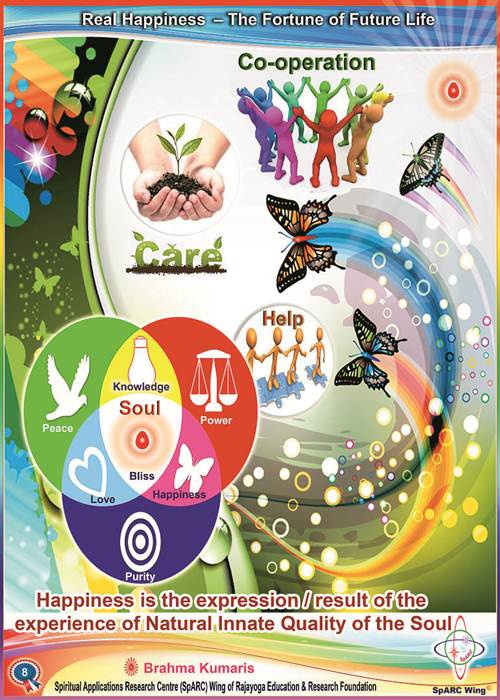 Real Happiness – The Fortune of Future Life
Co-operation
Care
Help
Knowledge
Soul
Peace
Power
Bliss
Love
Happiness
Purity
Happiness is the expression / result of the
experience of Natural Innate Quality of the Soul
8
Brahma Kumaris
Spiritual Applications Research Centre (SpARC) Wing of Rajayoga Education & Research Foundation
SpARC Wing